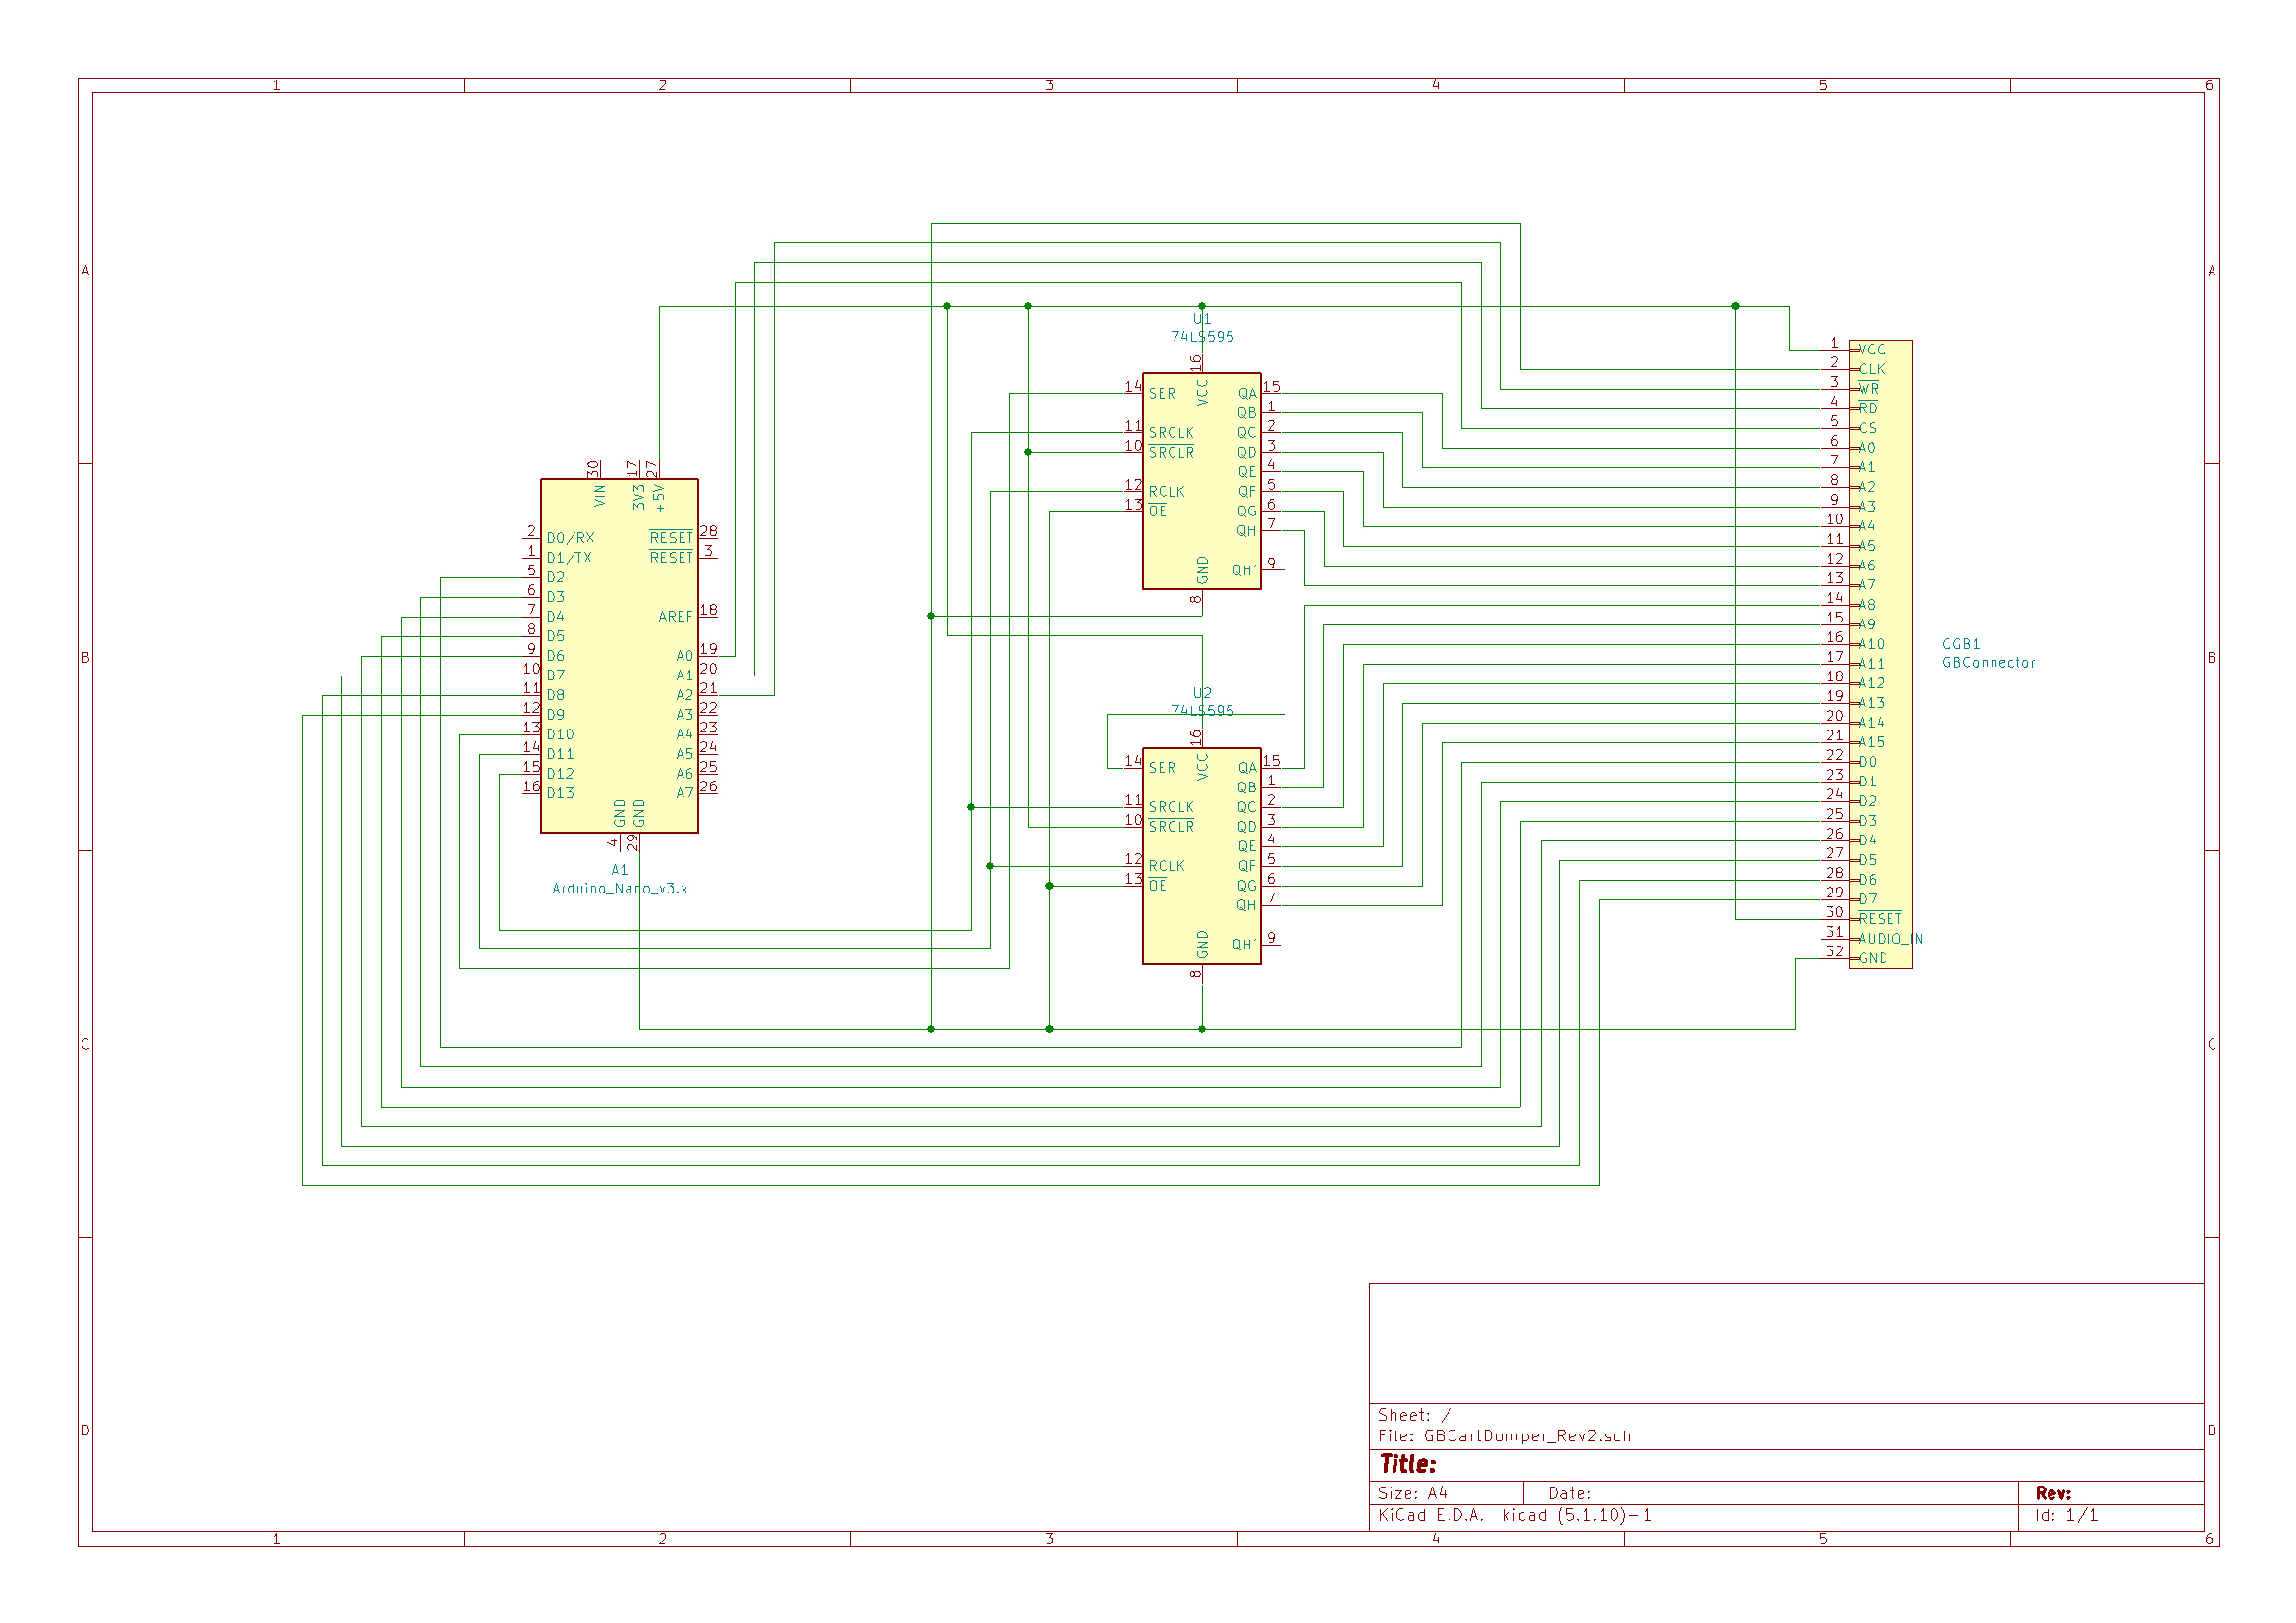 1 2 3 4 5 6
A A
B B
C C
D D
1 2 3 4 5 6
30 17 27
VIN 3V3 +5V
2 D0/RX RESET 28
1 D1/TX RESET 3
5 D2
6 D3
7 D4 AREF 18
8 D5
9 D6 A0 19
10 D7 A1 20
11 D8 A2 21
12 D9 A3 22
13 D10 A4 23
14 D11 A5 24
15 D12 A6 25
16 D13 A7 26
GND GND
4 29
A1
Arduino_Nano_v3.x
U1
74LS595
16
VCC
14 SER QA 15
QB 1
11 SRCLK QC 2
10 SRCLR QD 3
QE 4
12 RCLK QF 5
13 OE QG 6
QH 7
GND QH' 9
8
U2
74LS595
16
VCC
14 SER QA 15
QB 1
11 SRCLK QC 2
10 SRCLR QD 3
QE 4
12 RCLK QF 5
13 OE QG 6
QH 7
GND QH' 9
8
1 VCC
2 CLK
3 WR
4 RD
5 CS
6 A0
7 A1
8 A2
9 A3
10 A4
11 A5
12 A6
13 A7
14 A8
15 A9
16 A10
17 A11
18 A12
19 A13
20 A14
21 A15
22 D0
23 D1
24 D2
25 D3
26 D4
27 D5
28 D6
29 D7
30 RESET
31 AUDIO_IN
32 GND
CGB1
GBConnector
Sheet: /
File: GBCartDumper_Rev2.sch
Title:
Size: A4 Date: Rev:
KiCad E.D.A. kicad (5.1.10)-1 Id: 1/1